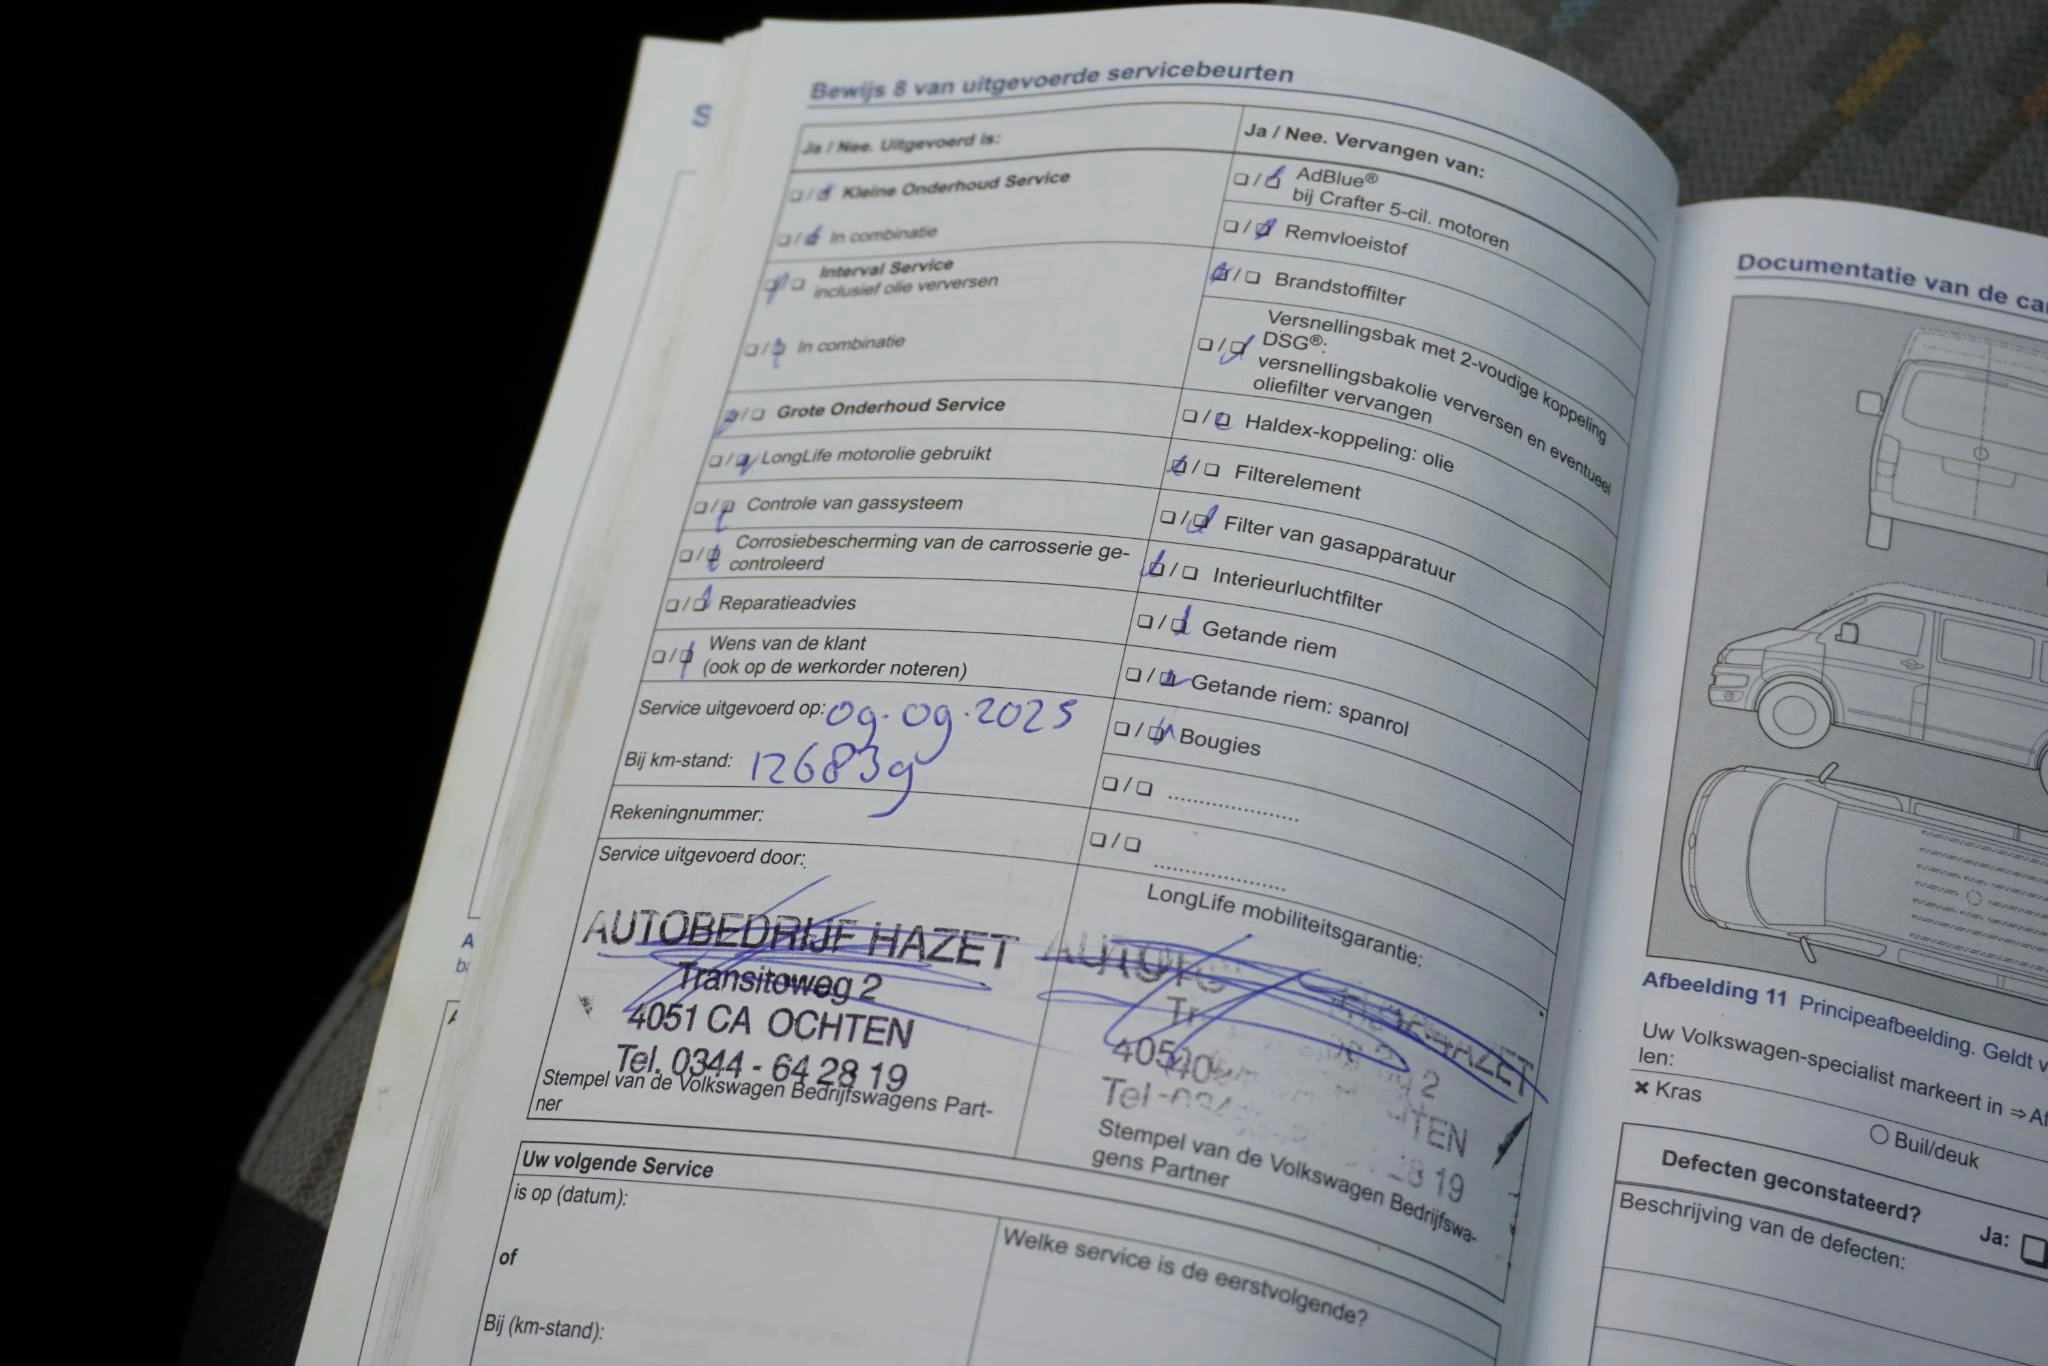 S
Bewijs 8 van uitgevoerde servicebeurten
Ja / Nee. Uitgevoerd is:
Kleine Onderhoud Service
In combinatie
Interval Service
inclusief olie verversen
In combinatie
Grote Onderhoud Service
LongLife motorolie gebruikt
Controle van gassysteem
Corrosiebescherming van de carrosserie ge-
controleerd
Reparatieadvies
Wens van de klant
(ook op de werkorder noteren)
Service uitgevoerd op: 09.09.2025
Bij km-stand: 126839
Rekeningnummer:
Service uitgevoerd door:
AUTOBEDRIJF HAZET
Transitoweg 2
4051 CA OCHTEN
Tel. 0344 - 64 28 19
Stempel van de Volkswagen Bedrijfswagens Part-
ner
Ja / Nee. Vervangen van:
AdBlue®
bij Crafter 5-cil. motoren
Remvloeistof
Brandstoffilter
Versnellingsbak met 2-voudige koppeling
DSG®:
versnellingsbakolie verversen en eventueel
oliefilter vervangen
Haldex-koppeling: olie
Filterelement
Filter van gasapparatuur
Interieurluchtfilter
Getande riem
Getande riem: spanrol
Bougies
LongLife mobiliteitsgarantie:
HAZET
2
Tel
19
Stempel van de Volkswagen Bedrijfswa-
gens Partner
Uw volgende Service
is op (datum):
of
Bij (km-stand):
Welke service is de eerstvolgende?
Documentatie van de
Afbeelding 11 Principeafbeelding. Geldt
Uw Volkswagen-specialist markeert in ⇒
len:
× Kras
○ Buil/deuk
Defecten geconstateerd?
Ja:
Beschrijving van de defecten: